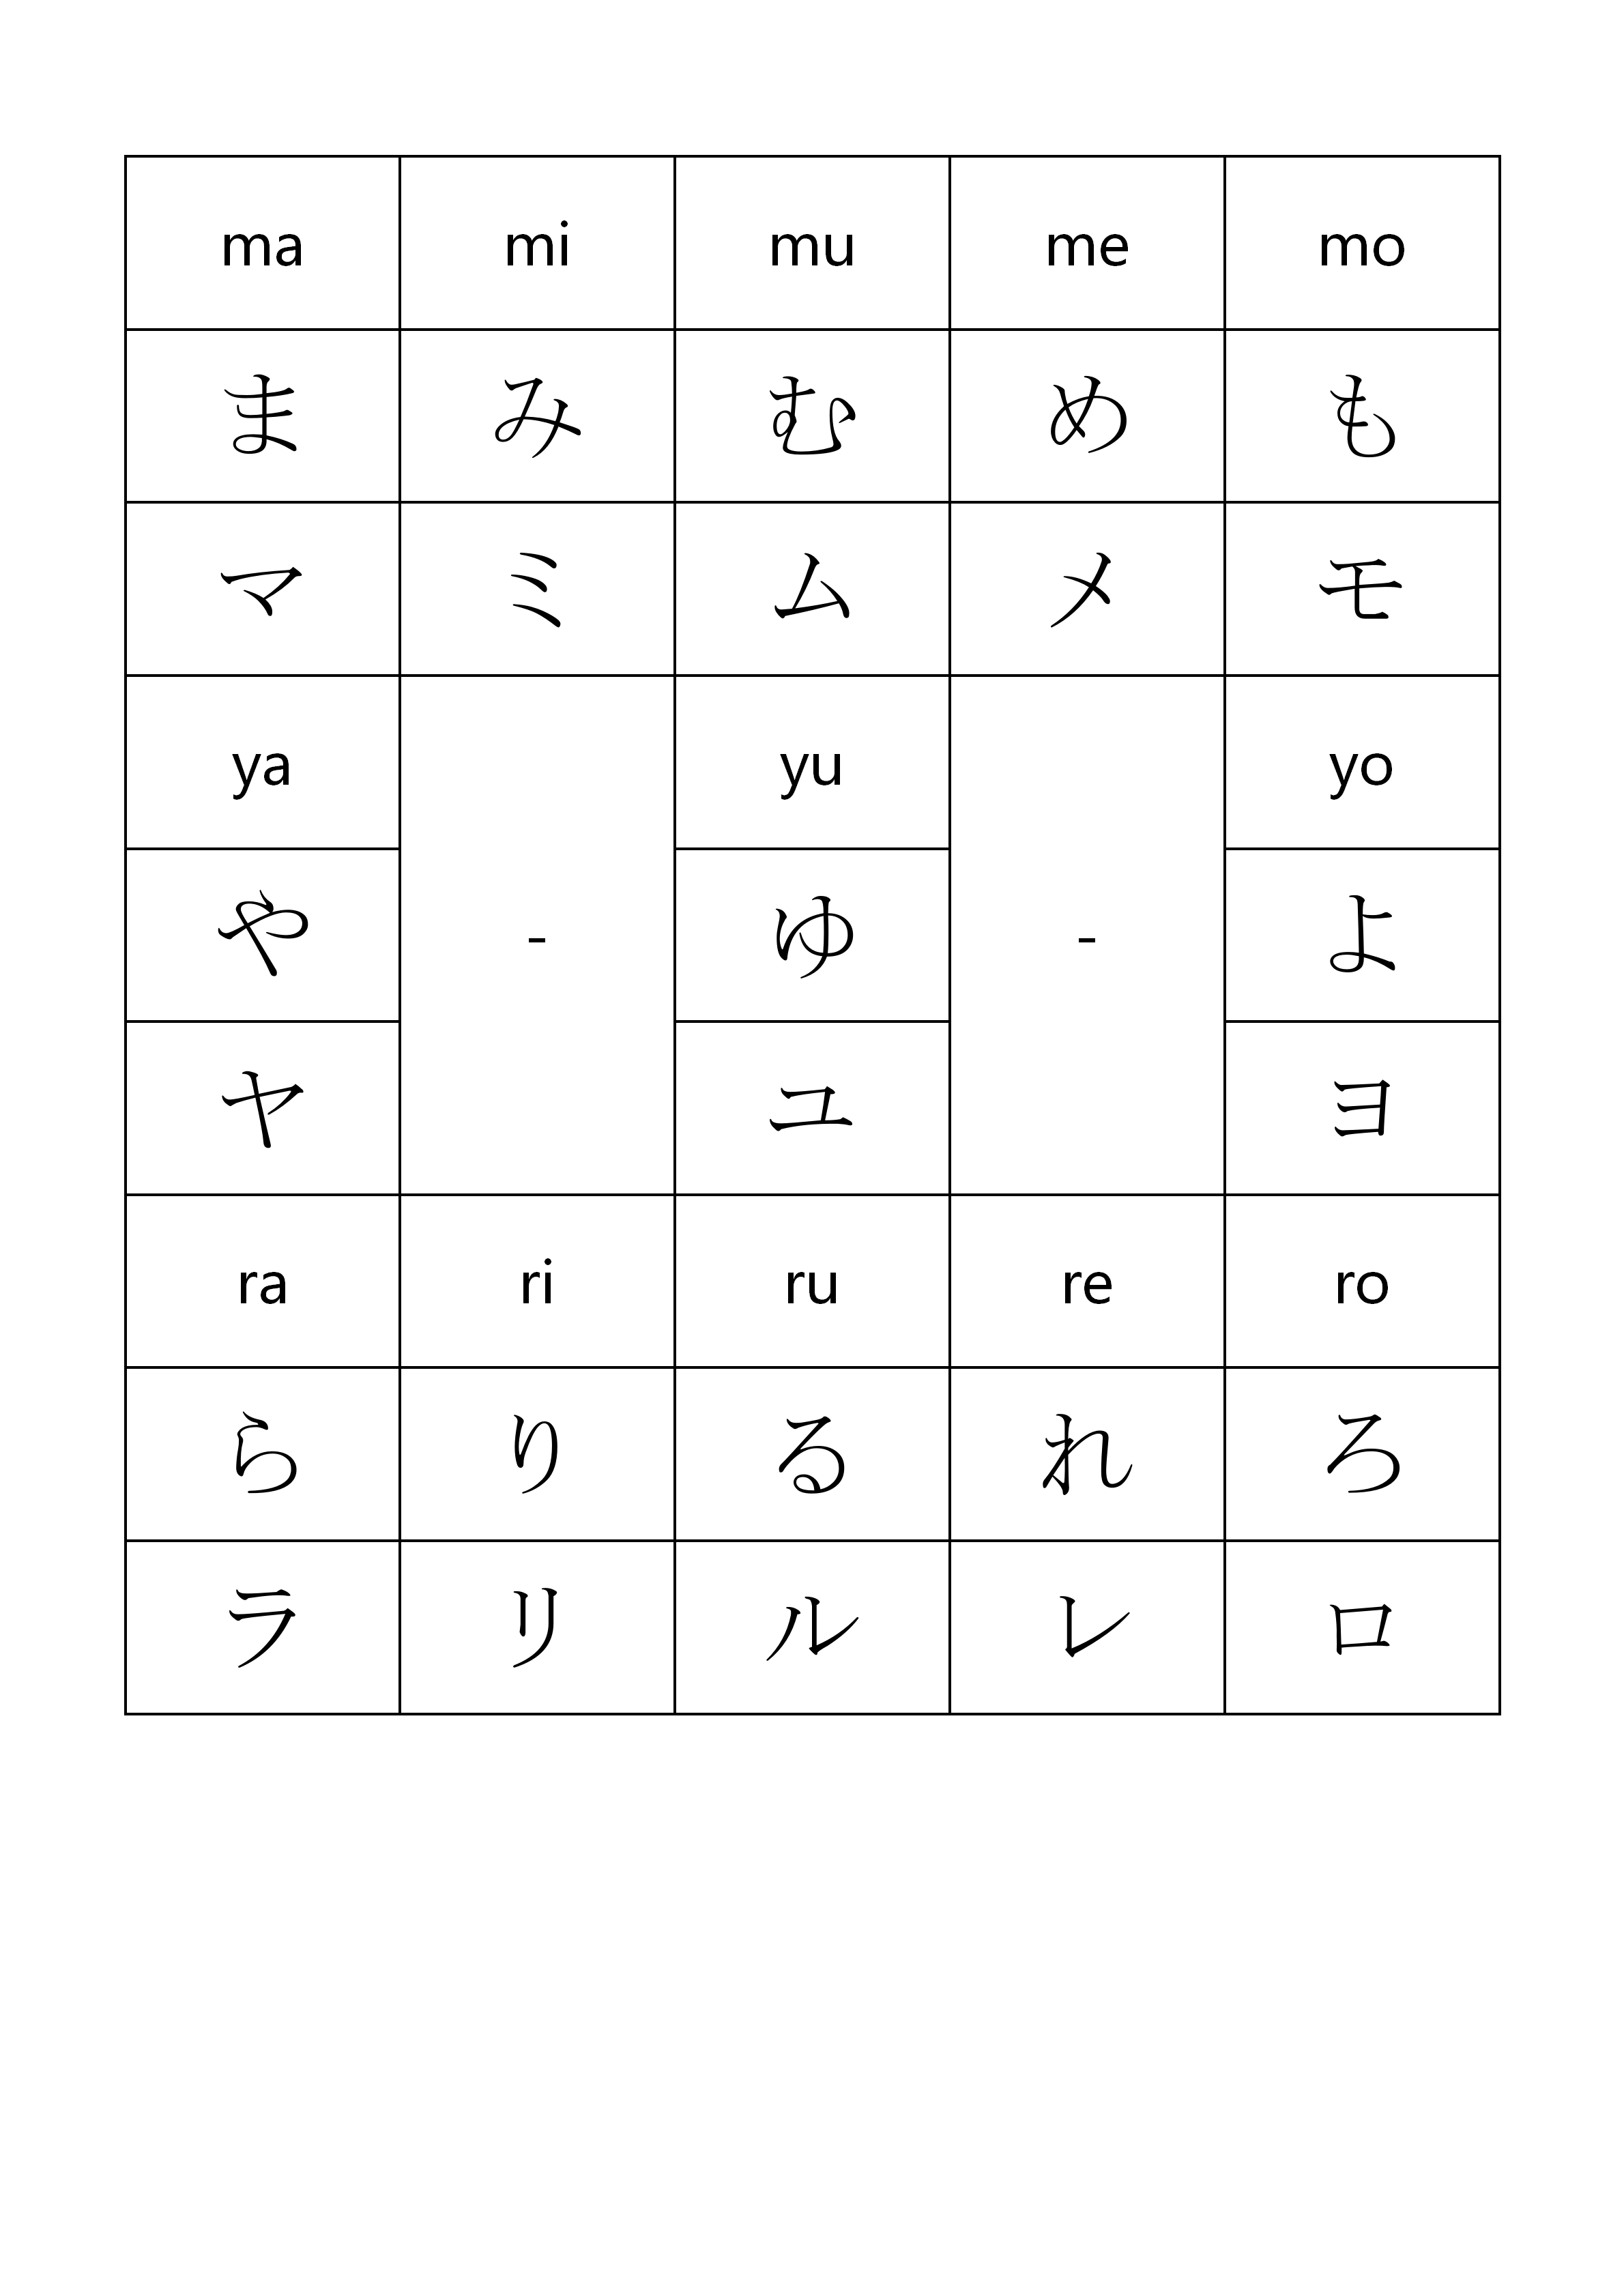 ma mi mu me mo
ま み む め も
マ ミ ム メ モ
ya yu yo
や - ゆ - よ
ヤ ユ ヨ
ra ri ru re ro
ら り る れ ろ
ラ リ ル レ ロ